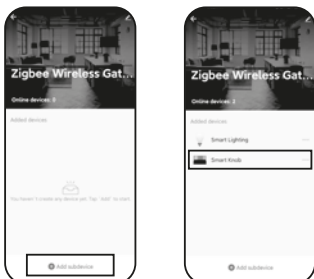 Zigbee Wireless Gat...
Online devices: 0
Added devices
You haven't create any device yet. Tap "Add" to start.
Add subdevice
Zigbee Wireless Gat...
Online devices: 2
Added devices
Smart Lighting
Smart Knob
Add subdevice